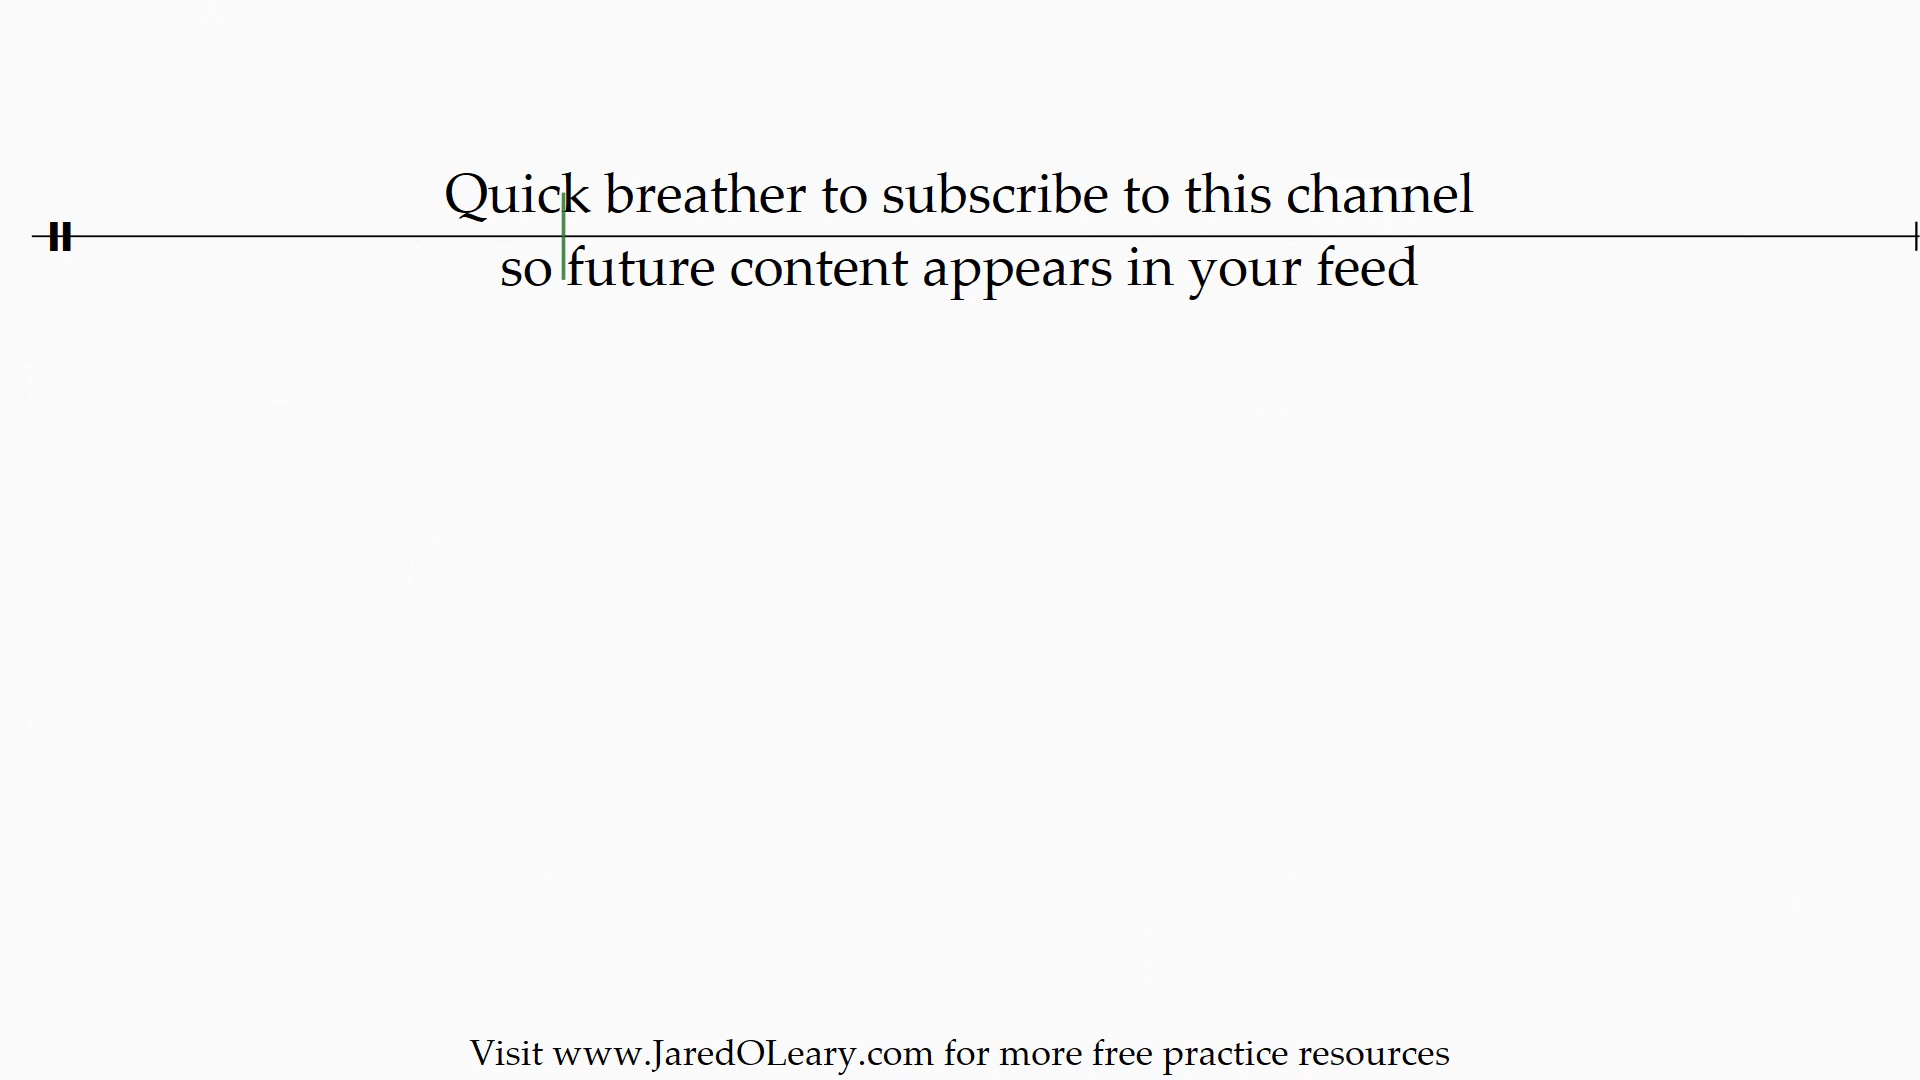 Quick breather to subscribe to this channel
so future content appears in your feed
Visit www.JaredOLeary.com for more free practice resources